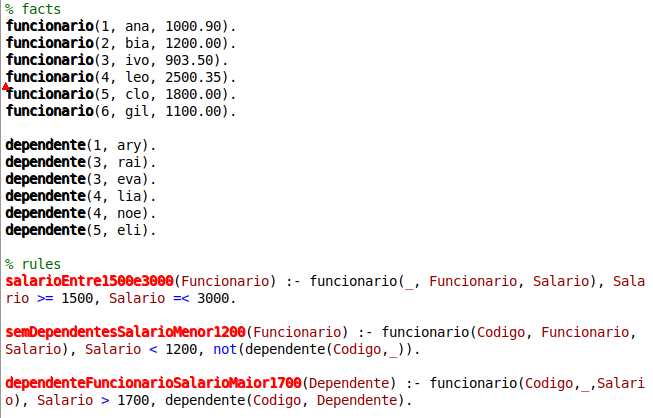 % facts
funcionario(1, ana, 1000.90).
funcionario(2, bia, 1200.00).
funcionario(3, ivo, 903.50).
funcionario(4, leo, 2500.35).
funcionario(5, clo, 1800.00).
funcionario(6, gil, 1100.00).
dependente(1, ary).
dependente(3, rai).
dependente(3, eva).
dependente(4, lia).
dependente(4, noe).
dependente(5, eli).
% rules
salarioEntre1500e3000(Funcionario) :- funcionario(_, Funcionario, Salario), Sala
rio >= 1500, Salario =< 3000.
semDependentesSalarioMenor1200(Funcionario) :- funcionario(Codigo, Funcionario,
Salario), Salario < 1200, not(dependente(Codigo,_)).
dependenteFuncionarioSalarioMaior1700(Dependente) :- funcionario(Codigo,_,Salari
o), Salario > 1700, dependente(Codigo, Dependente).